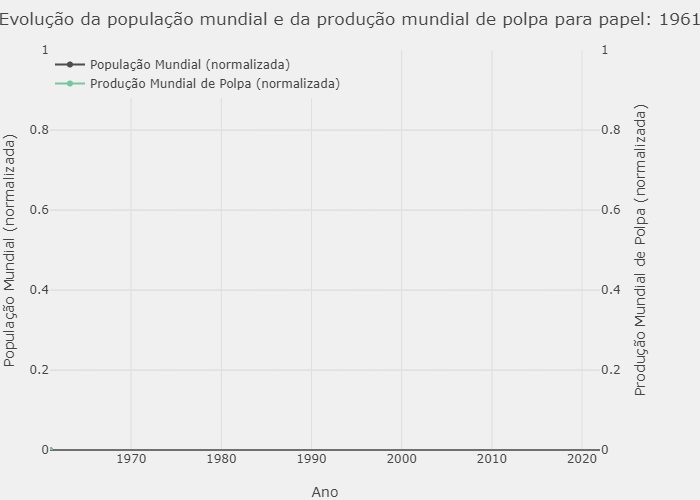 Evolução da população mundial e da produção mundial de polpa para papel: 1961
População Mundial (normalizada)
Produção Mundial de Polpa (normalizada)
1
0.8
0.6
0.4
0.2
0
População Mundial (normalizada)
1
0.8
0.6
0.4
0.2
0
Produção Mundial de Polpa (normalizada)
1970 1980 1990 2000 2010 2020
Ano